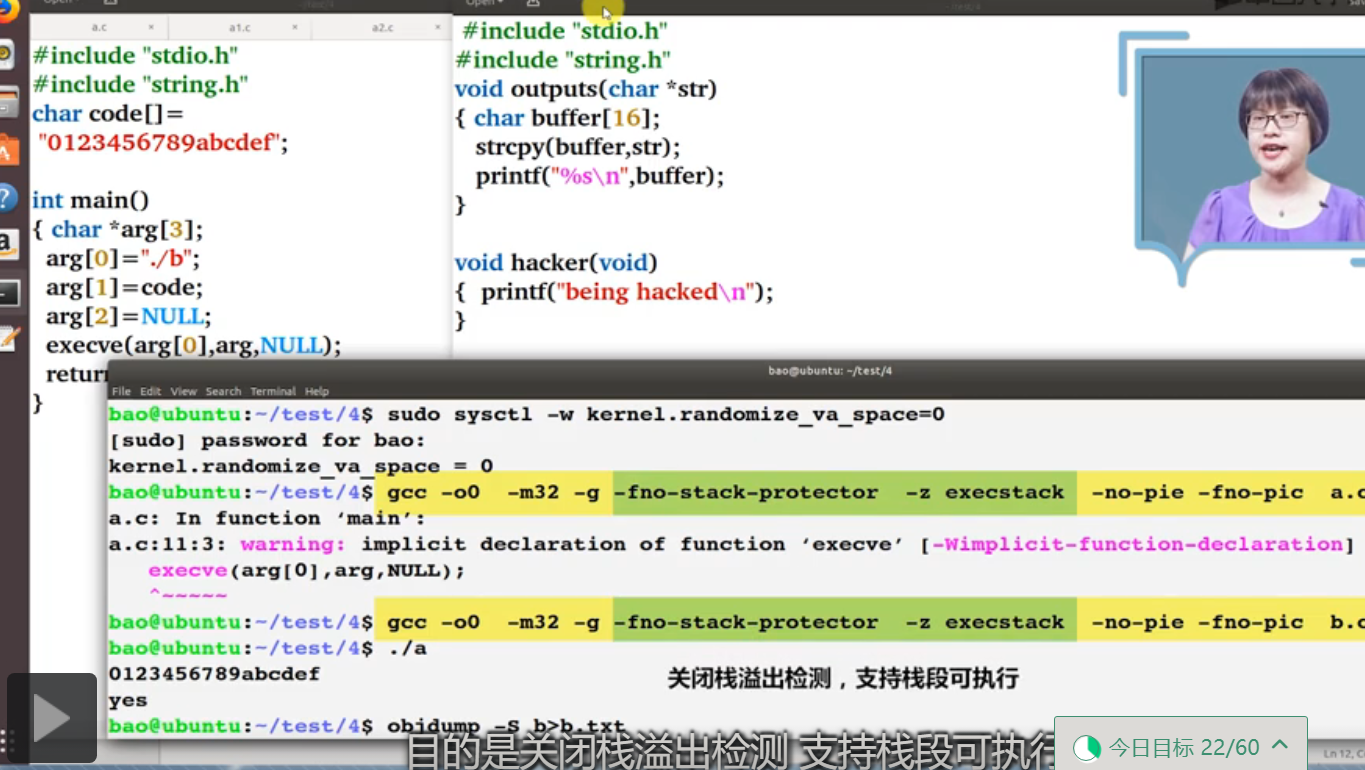 a.c
a1.c
a2.c
#include "stdio.h"
#include "string.h"
char code[]=
"0123456789abcdef";
int main()
{ char *arg[3];
arg[0]="./b";
arg[1]=code;
arg[2]=NULL;
execve(arg[0],arg,NULL);
return
}
#include "stdio.h"
#include "string.h"
void outputs(char *str)
{ char buffer[16];
strcpy(buffer,str);
printf("%s\n",buffer);
}
void hacker(void)
{ printf("being hacked\n");
}
bao@ubuntu: ~/test/4
File Edit View Search Terminal Help
bao@ubuntu:~/test/4$ sudo sysctl -w kernel.randomize_va_space=0
[sudo] password for bao:
kernel.randomize_va_space = 0
bao@ubuntu:~/test/4$ gcc -o0 -m32 -g -fno-stack-protector -z execstack -no-pie -fno-pic a.c
a.c: In function ‘main’:
a.c:11:3: warning: implicit declaration of function ‘execve’ [-Wimplicit-function-declaration]
execve(arg[0],arg,NULL);
^~~~~~
bao@ubuntu:~/test/4$ gcc -o0 -m32 -g -fno-stack-protector -z execstack -no-pie -fno-pic b.c
bao@ubuntu:~/test/4$ ./a
0123456789abcdef
yes
bao@ubuntu:~/test/4$ objdump -S b>b.txt
关闭栈溢出检测，支持栈段可执行
目的是关闭栈溢出检测 支持栈段可执行
今日目标 22/60